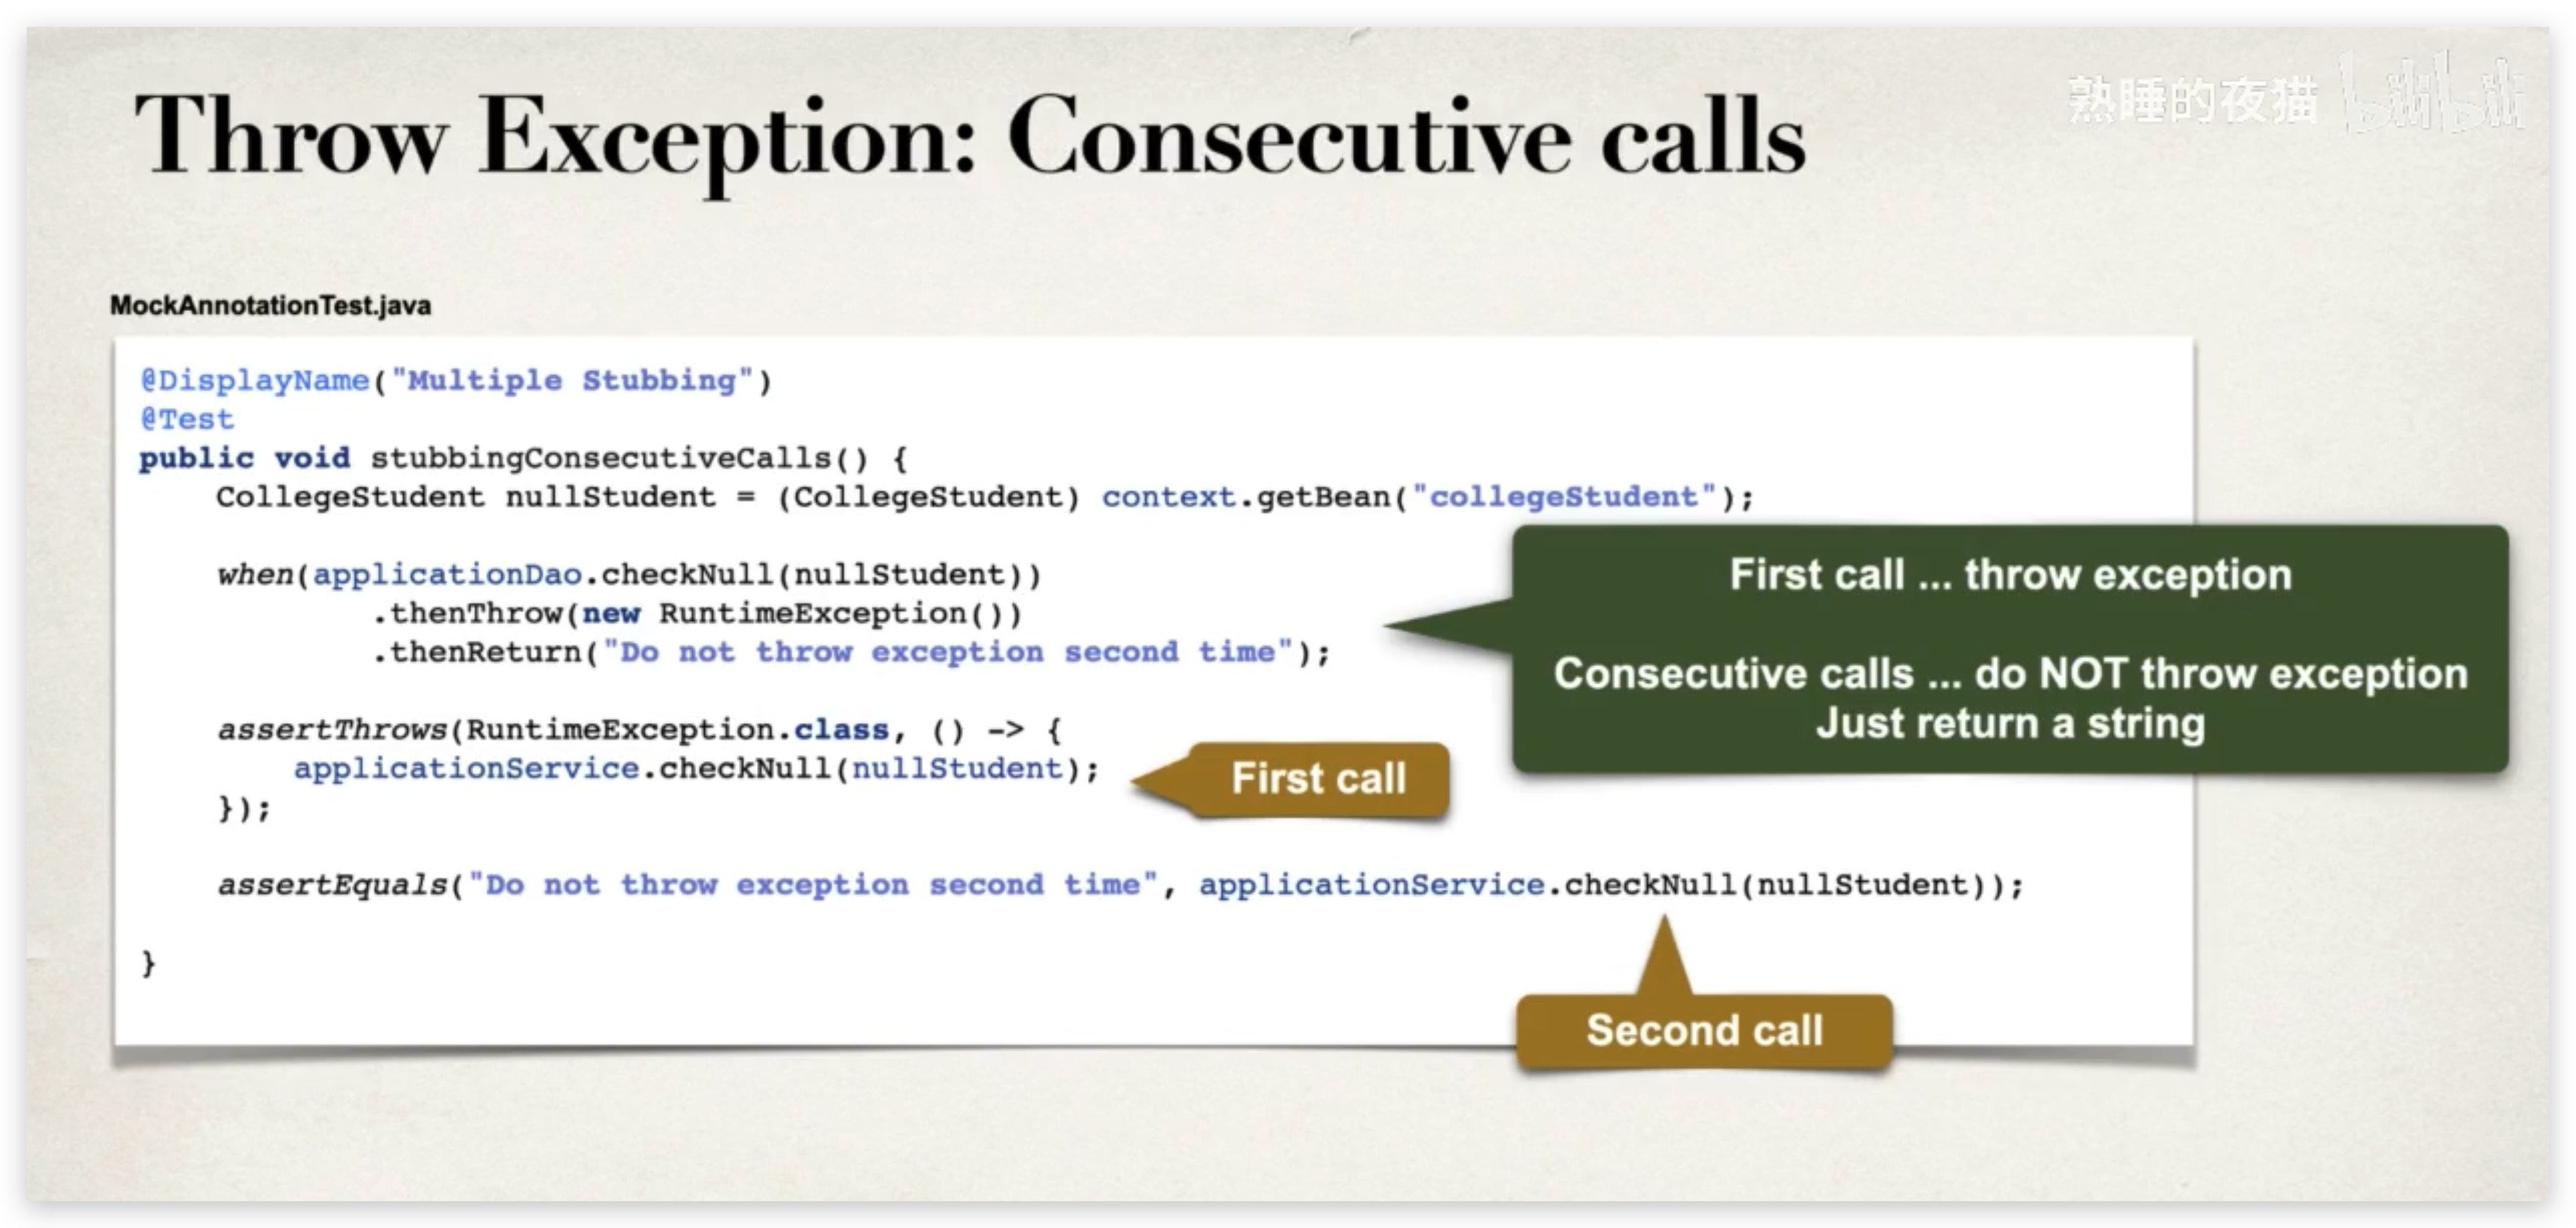 Throw Exception: Consecutive calls
熟睡的夜猫 bilibili
MockAnnotationTest.java
@DisplayName("Multiple Stubbing")
@Test
public void stubbingConsecutiveCalls() {
CollegeStudent nullStudent = (CollegeStudent) context.getBean("collegeStudent");
when(applicationDao.checkNull(nullStudent))
.thenThrow(new RuntimeException())
.thenReturn("Do not throw exception second time");
First call ... throw exception
Consecutive calls ... do NOT throw exception
Just return a string
assertThrows(RuntimeException.class, () -> {
applicationService.checkNull(nullStudent);
First call
});
assertEquals("Do not throw exception second time", applicationService.checkNull(nullStudent));
}
Second call